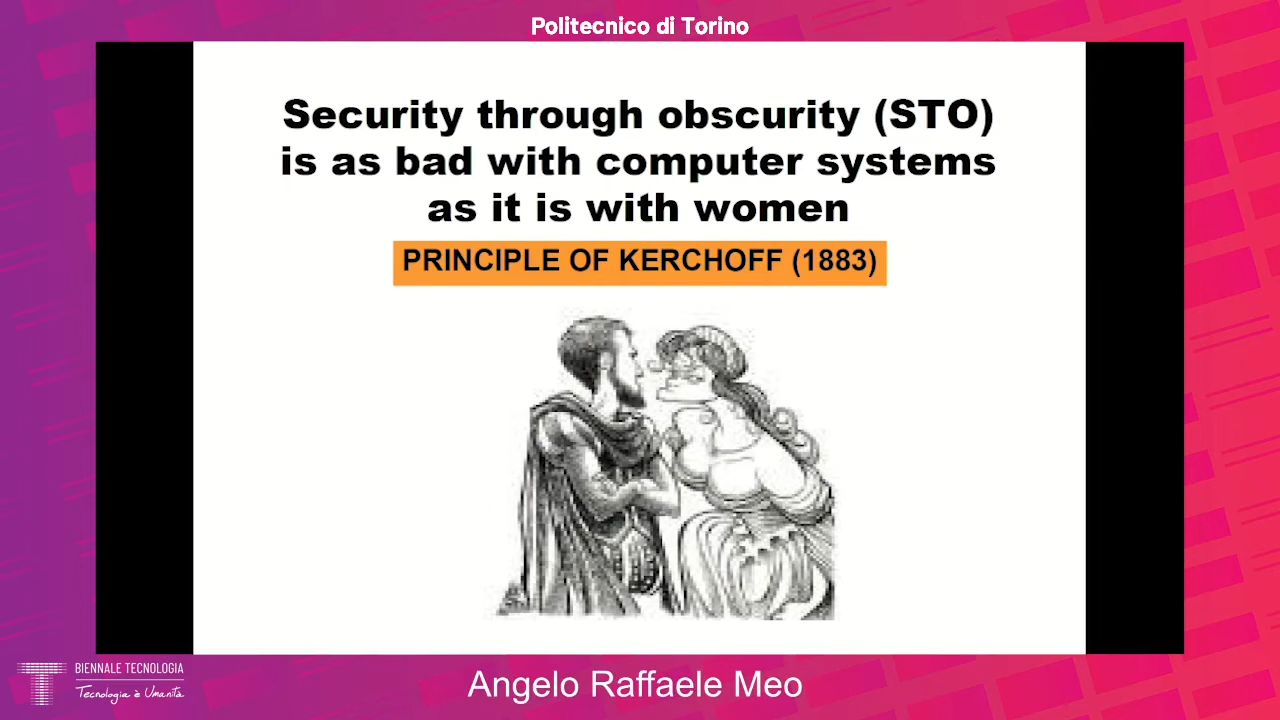 Politecnico di Torino
Security through obscurity (STO)
is as bad with computer systems
as it is with women
PRINCIPLE OF KERCHOFF (1883)
BIENNALE TECNOLOGIA
Tecnologia è Umanità
Angelo Raffaele Meo